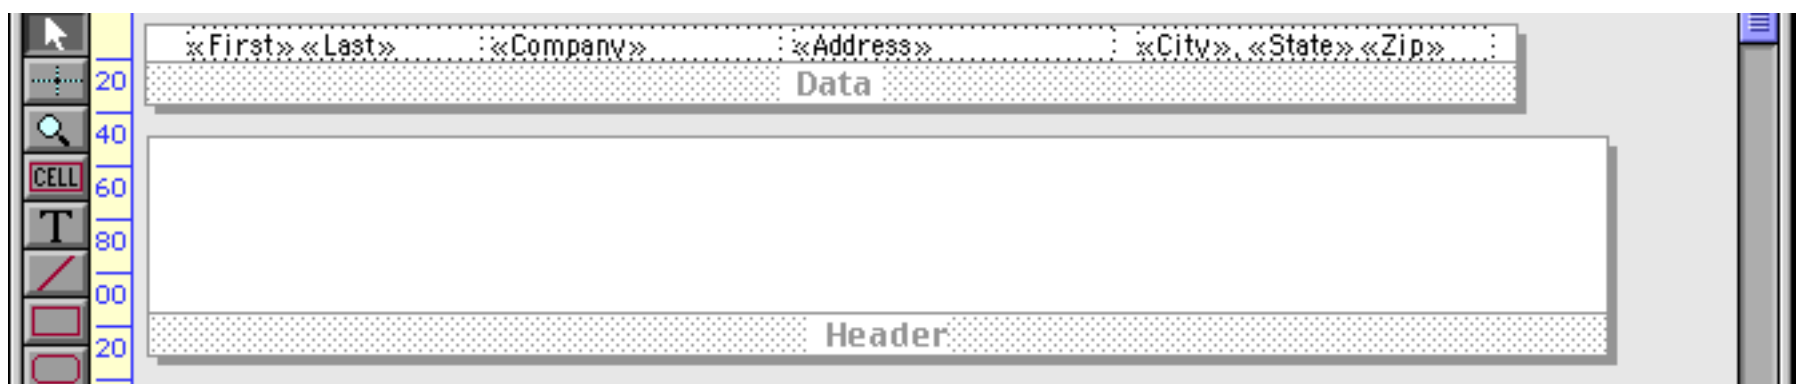 «First» «Last» «Company» «Address» «City», «State» «Zip»
20
Data
40
CELL
60
T
80
00
Header
20